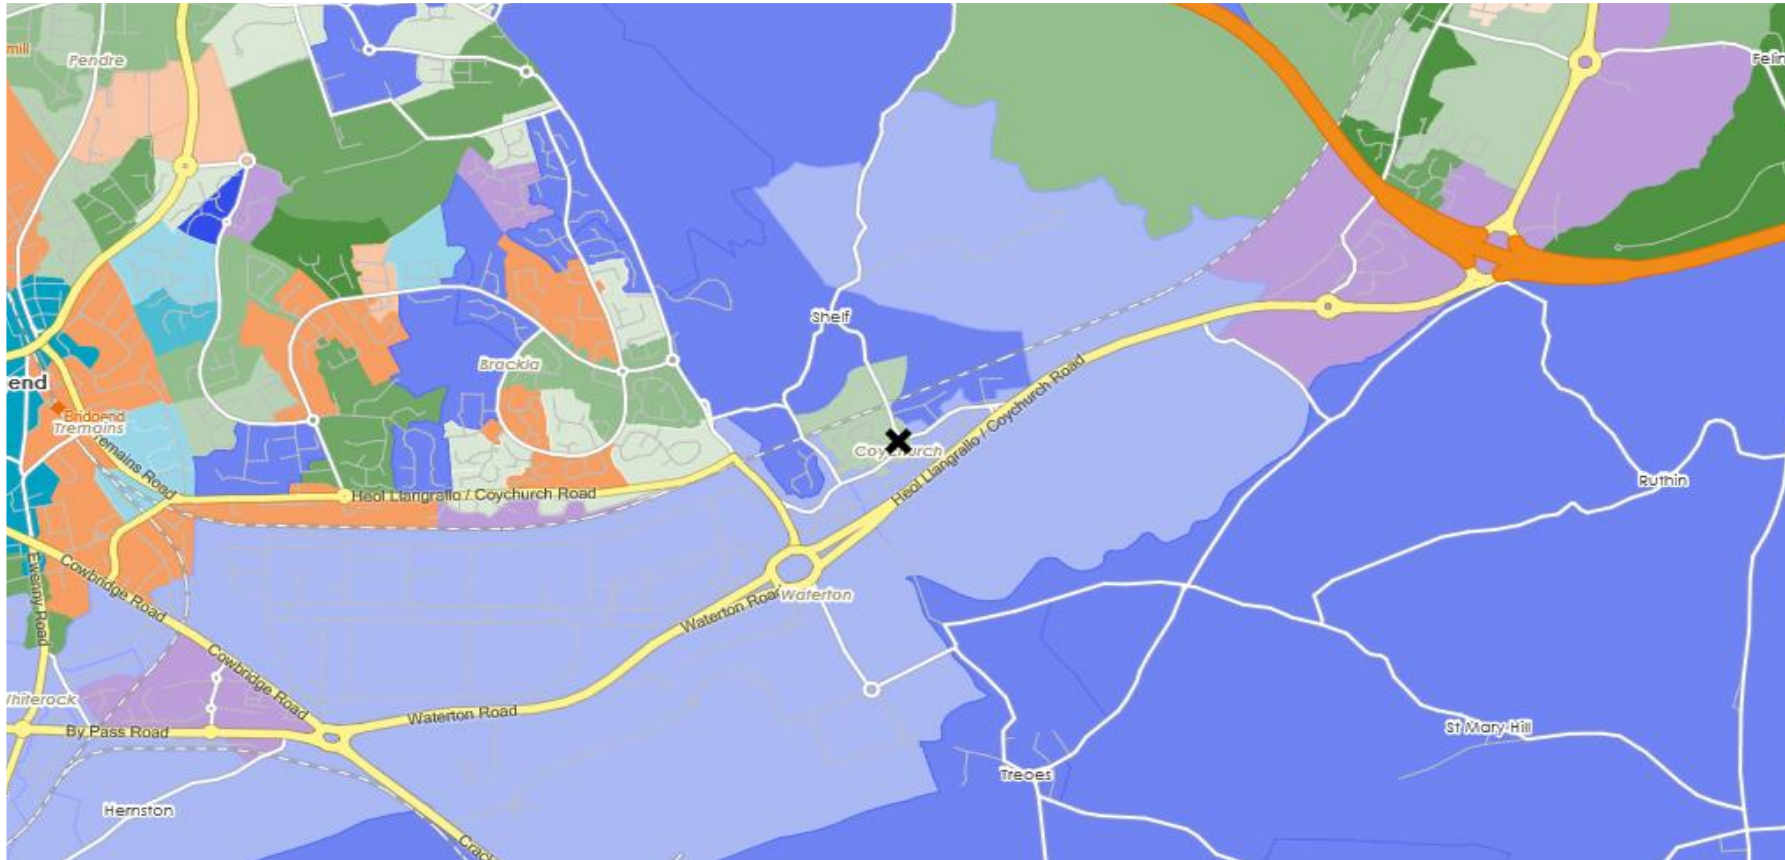 mill
Pendre
Felin
Shelf
Brackla
end
Bridgend
Tremains
Tremains Road
Heol Llangrallo / Coychurch Road
Coychurch
Heol Llangrallo / Coychurch Road
Ruthin
Ewenny Road
Cowbridge Road
Waterton Road
Waterton
Cowbridge Road
Whiterock
Waterton Road
By Pass Road
St Mary Hill
Treoes
Hernston